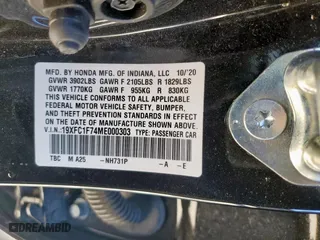 MFD. BY HONDA MFG. OF INDIANA, LLC 10/20
GVWR 3902LBS GAWR F 2105LBS R 1829LBS
GVWR 1770KG GAWR F 955KG R 830KG
THIS VEHICLE CONFORMS TO ALL APPLICABLE
FEDERAL MOTOR VEHICLE SAFETY, BUMPER,
AND THEFT PREVENTION STANDARDS IN EFFECT
ON THE DATE OF MANUFACTURE SHOWN ABOVE.
V.I.N.:19XFC1F74ME000303 TYPE: PASSENGER CAR
TBC M A25 -NH731P -A -E